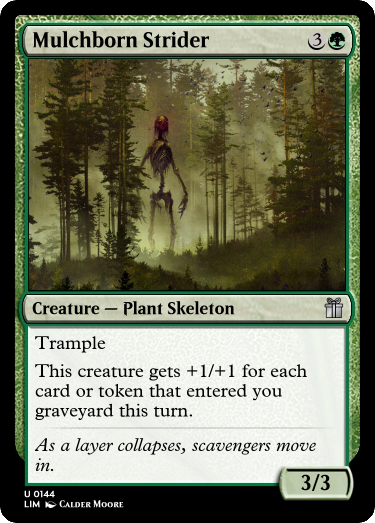 Mulchborn Strider 3
Creature — Plant Skeleton
Trample
This creature gets +1/+1 for each
card or token that entered you
graveyard this turn.
As a layer collapses, scavengers move
in.
3/3
U 0144
LIM Calder Moore